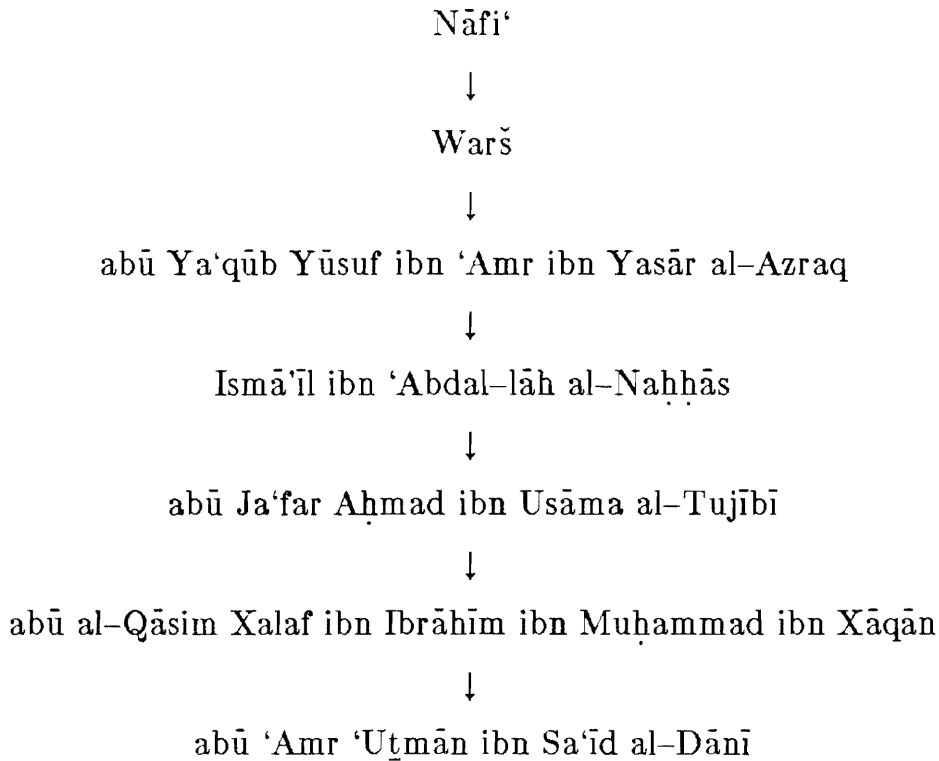 Nāfi‘
↓
Warš
↓
abū Ya‘qūb Yūsuf ibn ‘Amr ibn Yasār al–Azraq
↓
Ismā‘īl ibn ‘Abdal–lāh al–Naḥḥās
↓
abū Ja‘far Aḥmad ibn Usāma al–Tujībī
↓
abū al–Qāsim Xalaf ibn Ibrāhīm ibn Muḥammad ibn Xāqān
↓
abū ‘Amr ‘Uṯmān ibn Sa‘īd al–Dānī